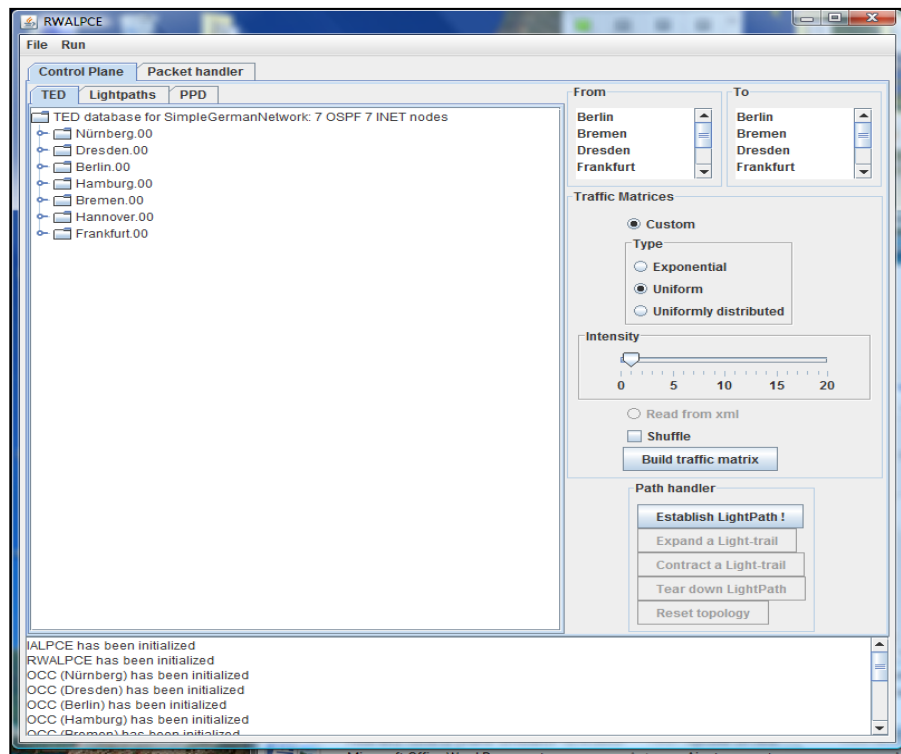 RWALPCE
File Run
Control Plane Packet handler
TED Lightpaths PPD
TED database for SimpleGermanNetwork: 7 OSPF 7 INET nodes
Nürnberg.00
Dresden.00
Berlin.00
Hamburg.00
Bremen.00
Hannover.00
Frankfurt.00
From
Berlin
Bremen
Dresden
Frankfurt
To
Berlin
Bremen
Dresden
Frankfurt
Traffic Matrices
Custom
Type
Exponential
Uniform
Uniformly distributed
Intensity
0 5 10 15 20
Read from xml
Shuffle
Build traffic matrix
Path handler
Establish LightPath !
Expand a Light-trail
Contract a Light-trail
Tear down LightPath
Reset topology
IALPCE has been initialized
RWALPCE has been initialized
OCC (Nürnberg) has been initialized
OCC (Dresden) has been initialized
OCC (Berlin) has been initialized
OCC (Hamburg) has been initialized
OCC (Bremen) has been initialized